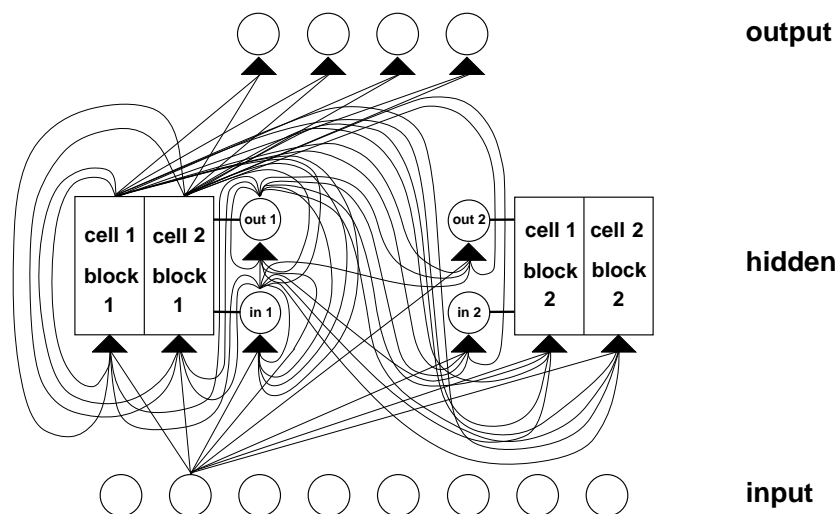 output
out 1
out 2
cell 1
block
1
cell 2
block
1
cell 1
block
2
cell 2
block
2
hidden
in 1
in 2
input